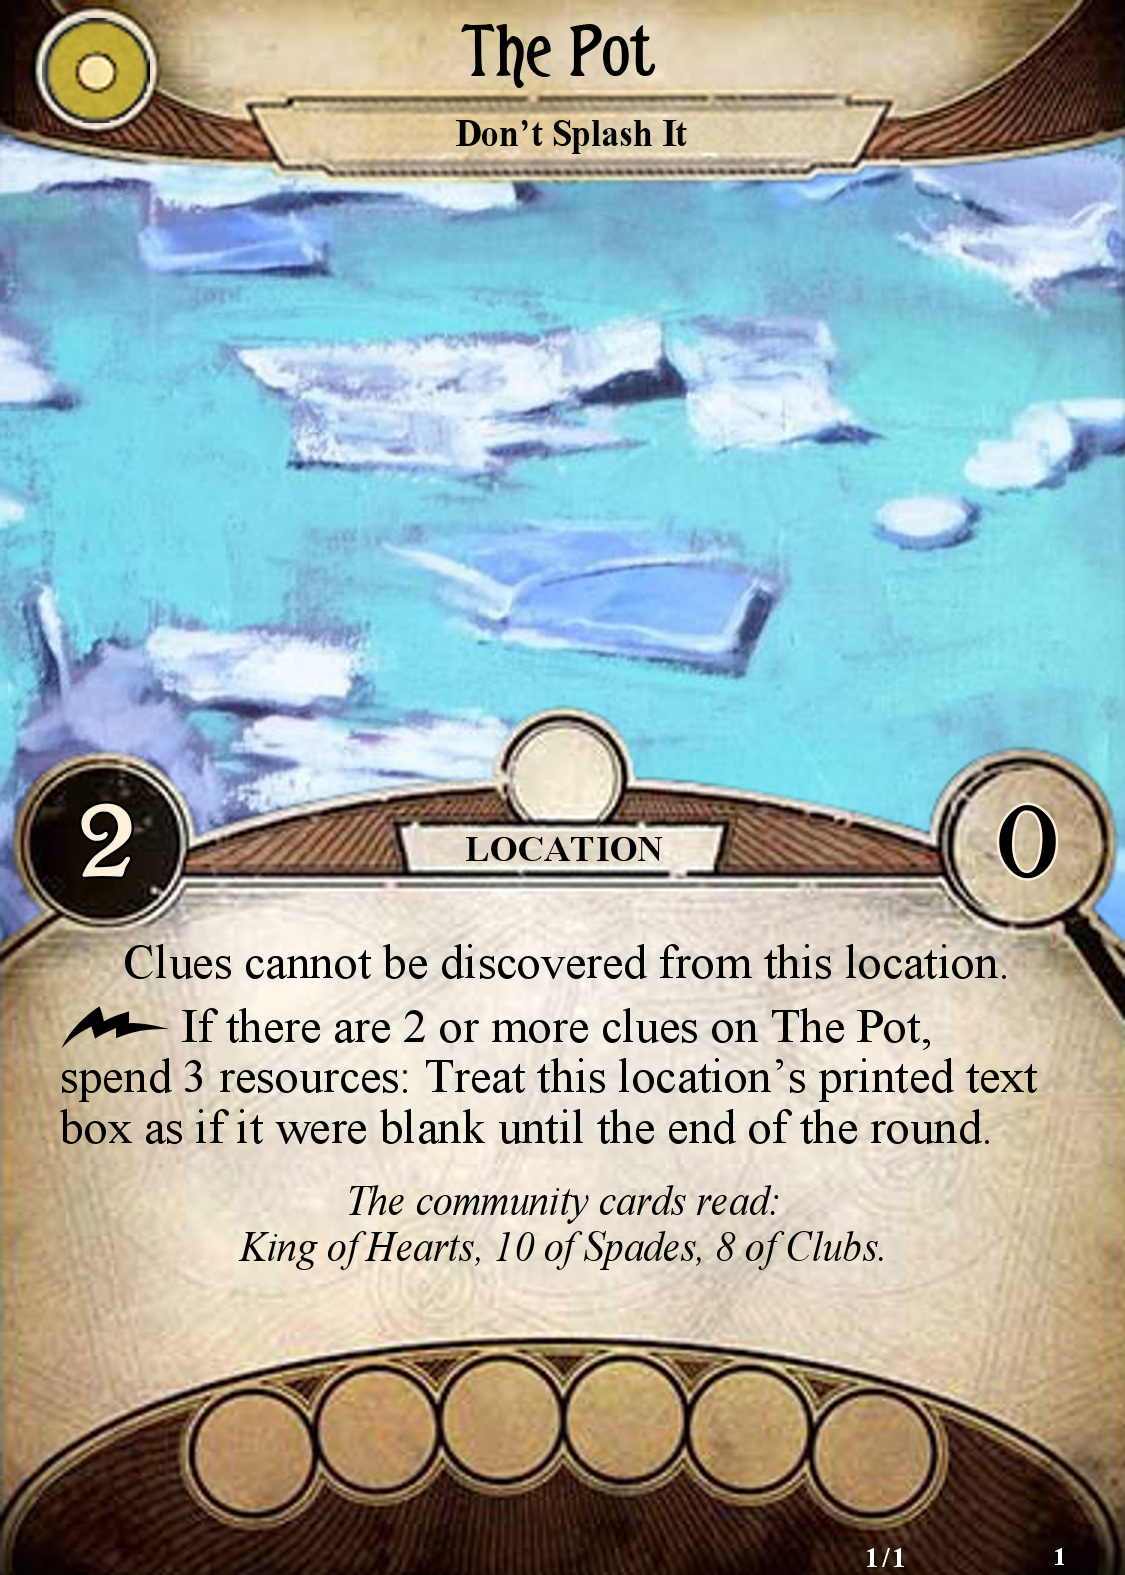 The Pot
Don't Splash It
2
LOCATION
0
Clues cannot be discovered from this location.
If there are 2 or more clues on The Pot,
spend 3 resources: Treat this location's printed text
box as if it were blank until the end of the round.
The community cards read:
King of Hearts, 10 of Spades, 8 of Clubs.
1/1
1